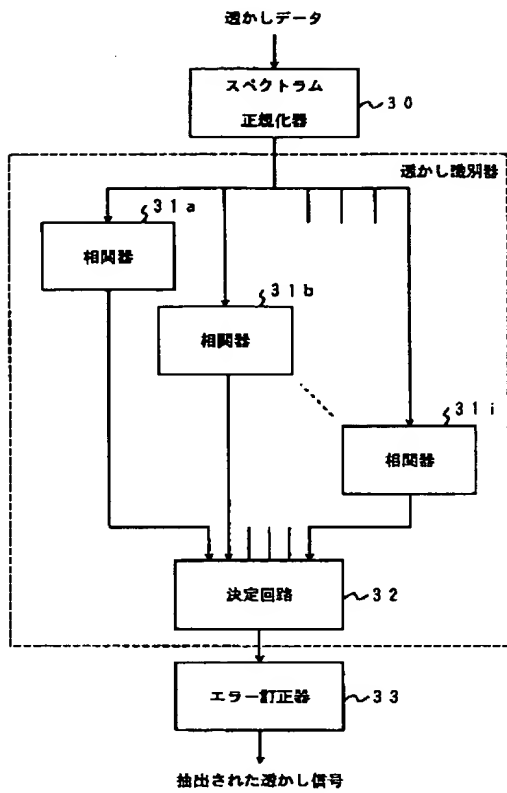 透かしデータ
スペクトラム
正規化器
30
透かし識別器
31a
相関器
31b
相関器
31i
相関器
決定回路
32
エラー訂正器
33
抽出された透かし信号